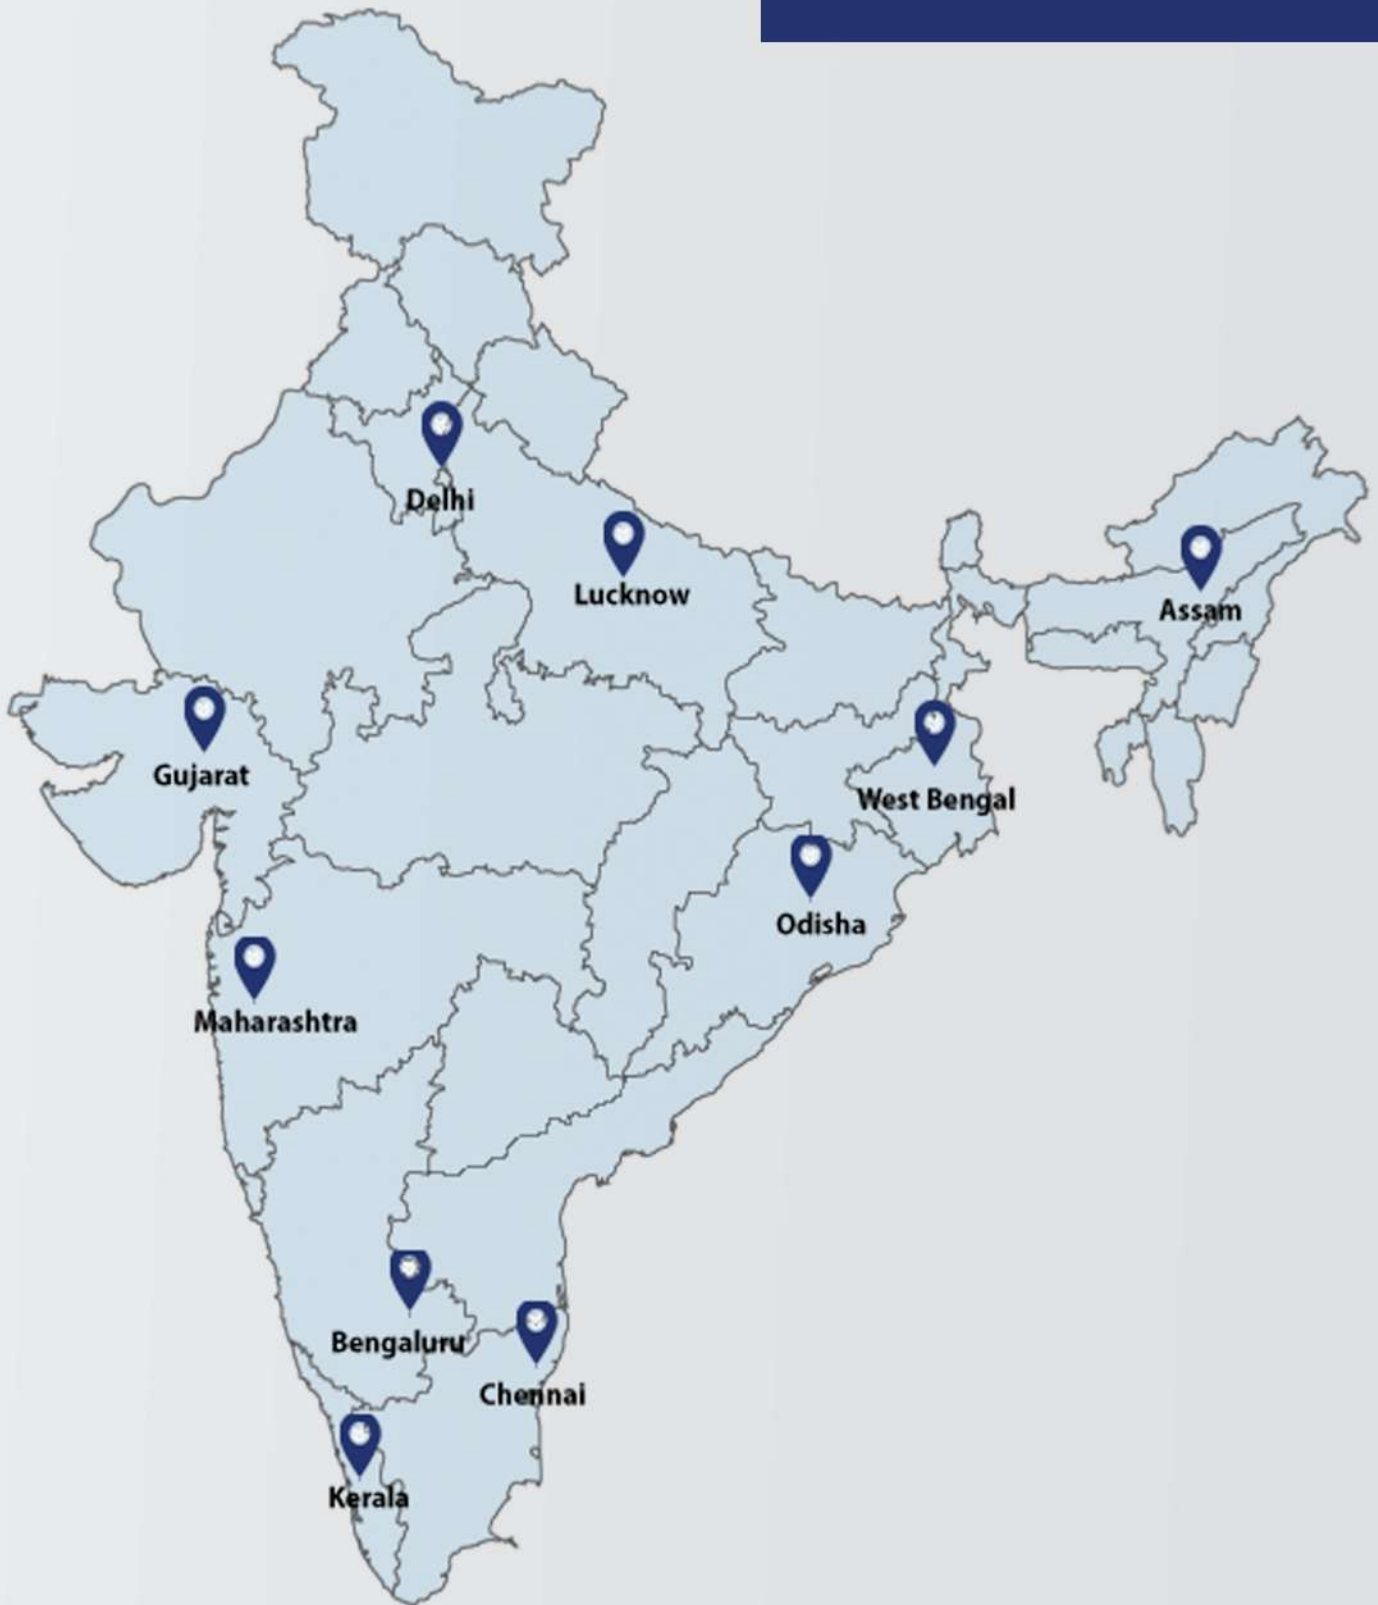 Delhi
Lucknow
Assam
Gujarat
West Bengal
Odisha
Maharashtra
Bengaluru
Chennai
Kerala